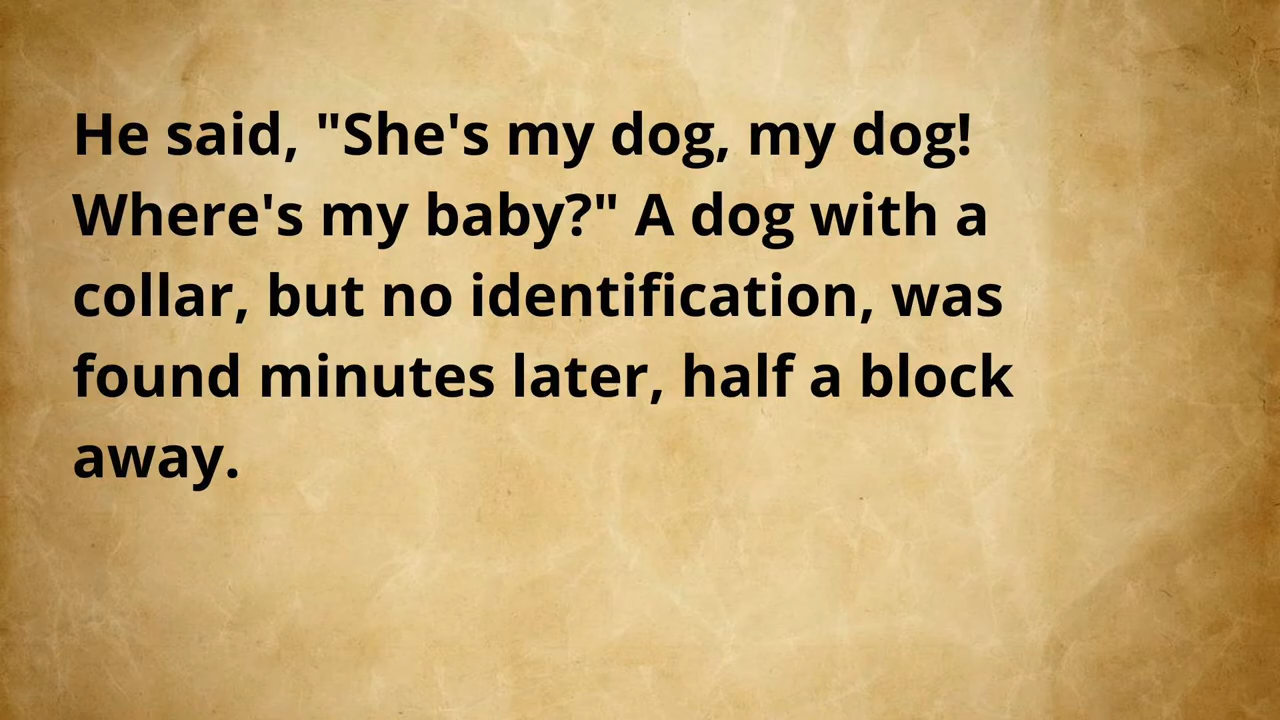 He said, "She's my dog, my dog!
Where's my baby?" A dog with a
collar, but no identification, was
found minutes later, half a block
away.